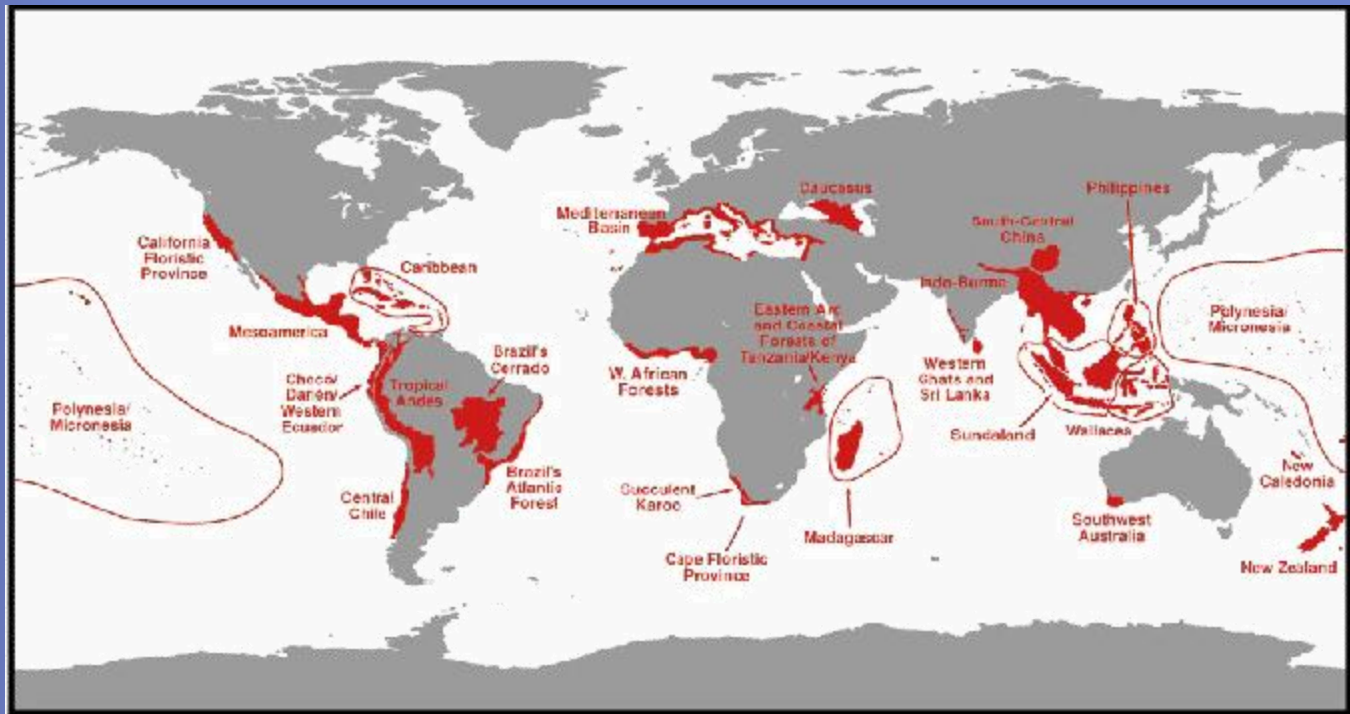 Philippines
Caucasus
Mediterranean
Basin
South-Central
China
California
Floristic
Province
Caribbean
Indo-Burma
Eastern Arc
and Coastal
Forests of
Tanzania/Kenya
Polynesia/
Micronesia
Mesoamerica
Brazil's
Cerrado
W. African
Forests
Western
Ghats and
Sri Lanka
Chocó/
Darién/
Western
Ecuador
Tropical
Andes
Polynesia/
Micronesia
Sundaland
Wallacea
Brazil's
Atlantic
Forest
Central
Chile
Succulent
Karoo
New
Caledonia
Madagascar
Southwest
Australia
Cape Floristic
Province
New Zealand